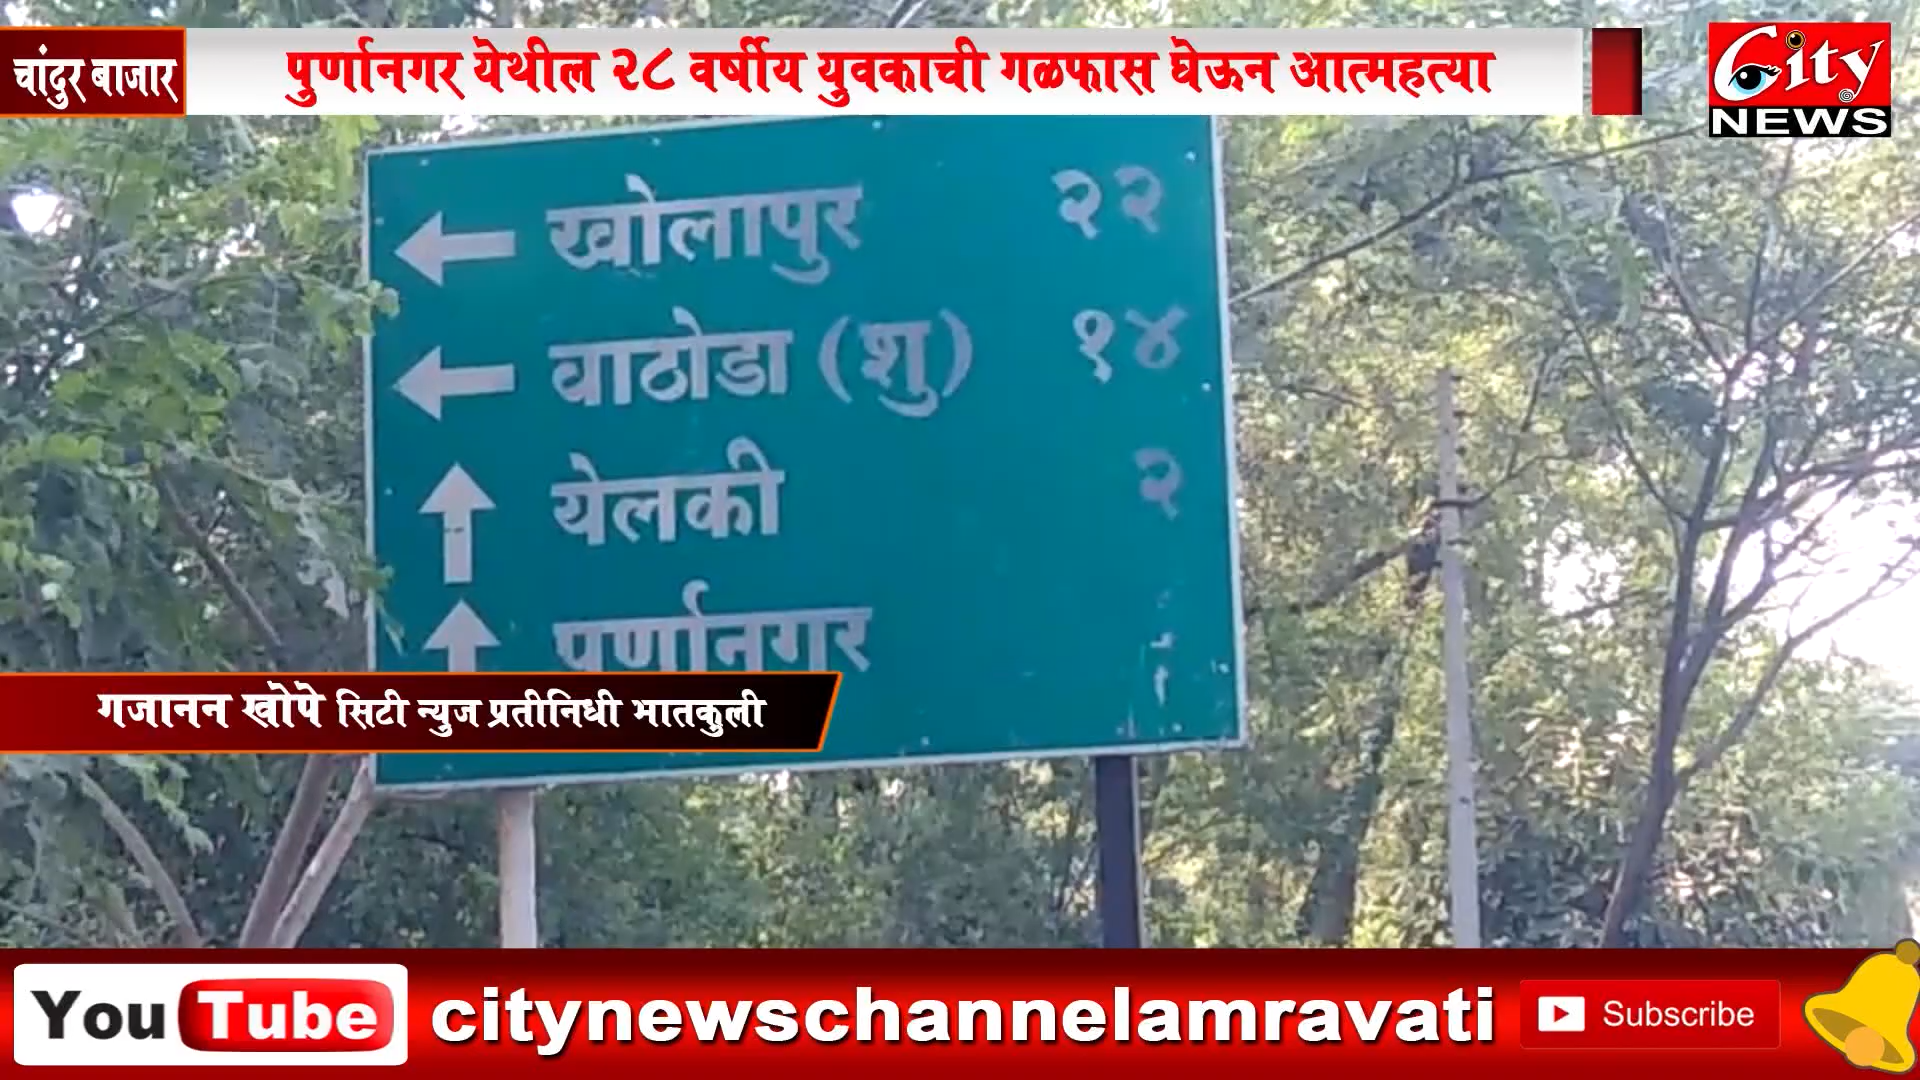 चांदुर बाजार
पुर्णानगर येथील २८ वर्षीय युवकाची गळफास घेऊन आत्महत्या
City
NEWS
खोलापुर २२
वाठोडा (शु) १४
येलकी २
पुर्णानगर
गजानन खोपे सिटी न्युज प्रतीनिधी भातकुली
YouTube citynewschannelamravati Subscribe